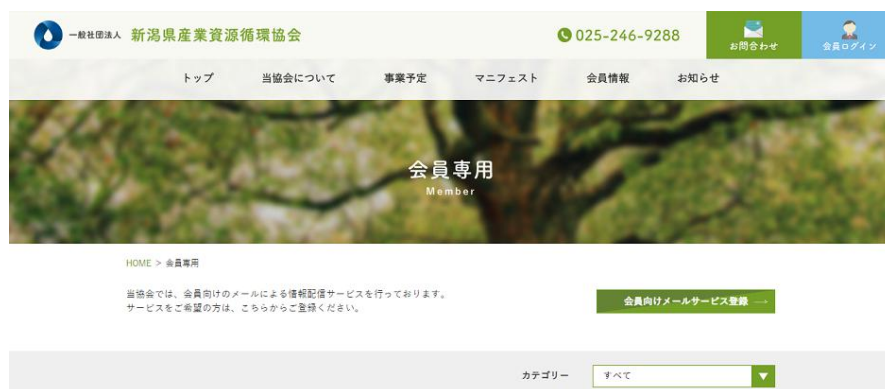 一般社団法人 新潟県産業資源循環協会
025-246-9288
お問合わせ
会員ログイン
トップ 当協会について 事業予定 マニフェスト 会員情報 お知らせ
会員専用
Member
HOME > 会員専用
当協会では、会員向けのメールによる情報配信サービスを行っております。
サービスをご希望の方は、こちらからご登録ください。
会員向けメールサービス登録 →
カテゴリー すべて ▼